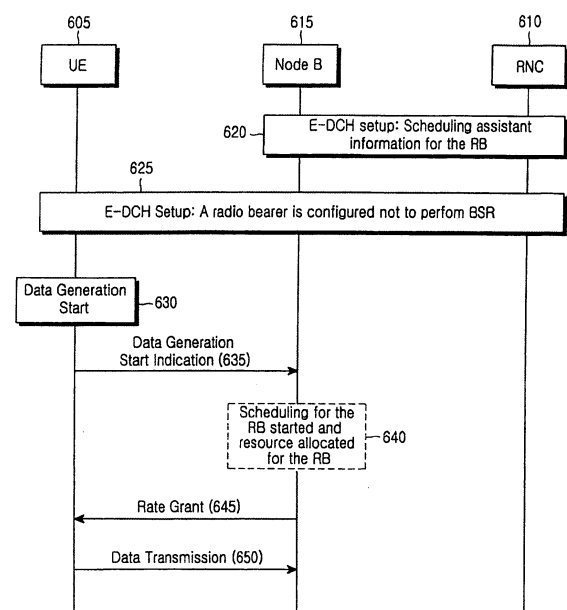 605
615
610
UE
Node B
RNC
620
E-DCH setup: Scheduling assistant
information for the RB
625
E-DCH Setup: A radio bearer is configured not to perfom BSR
Data Generation
Start
630
Data Generation
Start Indication (635)
Scheduling for the
RB started and
resource allocated
for the RB
640
Rate Grant (645)
Data Transmission (650)